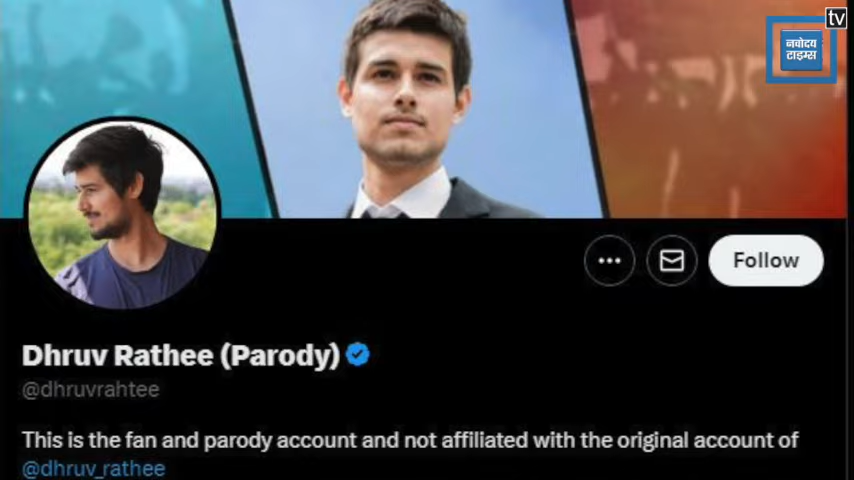 tv
नवोदय
टाइम्स
Follow
Dhruv Rathee (Parody)
@dhruvrahtee
This is the fan and parody account and not affiliated with the original account of
@dhruv_rathee